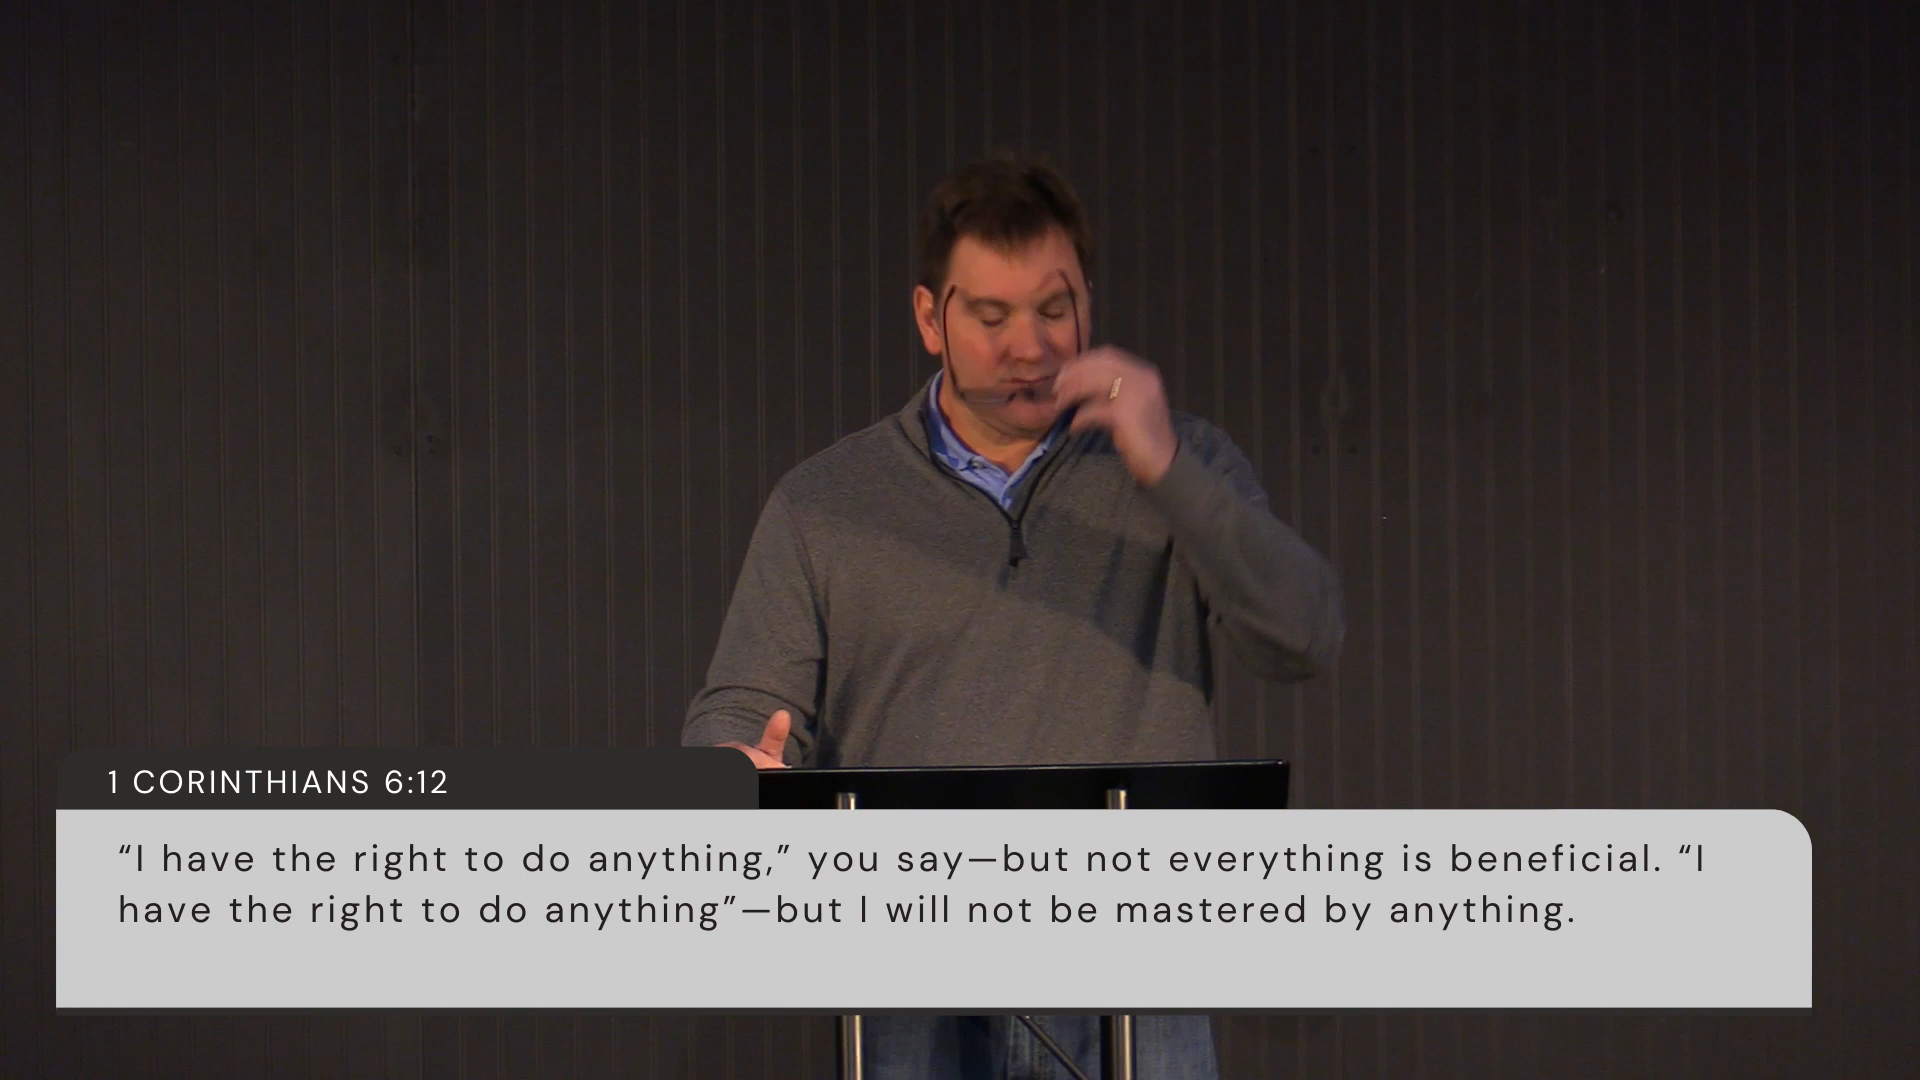 1 CORINTHIANS 6:12
“I have the right to do anything,” you say—but not everything is beneficial. “I
have the right to do anything”—but I will not be mastered by anything.